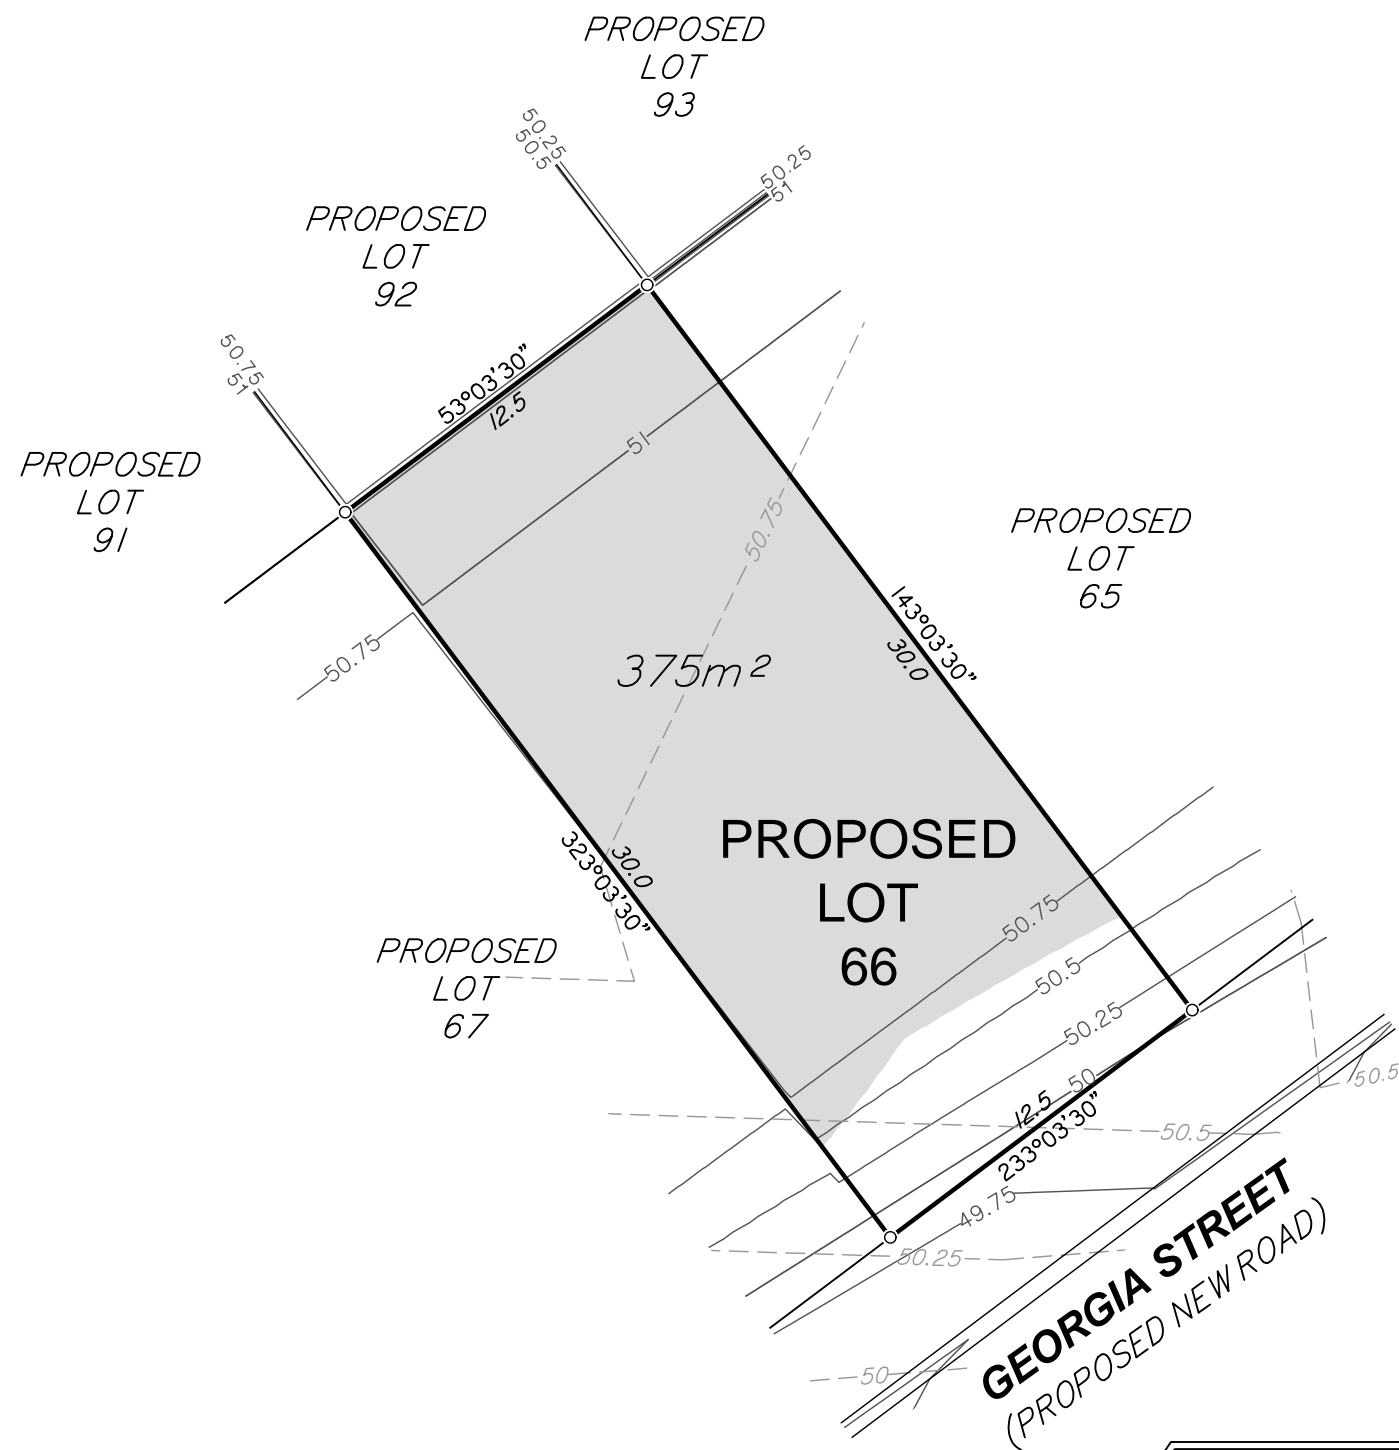 PROPOSED
LOT
93
50.25
50.5
50.25
51
PROPOSED
LOT
92
50.75
51
53°03'30"
12.5
51
PROPOSED
LOT
91
50.75
PROPOSED
LOT
65
50.75
143°03'30"
30.0
375m²
PROPOSED
LOT
66
323°03'30"
30.0
PROPOSED
LOT
67
50.75
50.5
50.25
50
12.5
233°03'30"
50.5
50.5
49.75
50.25
50
GEORGIA STREET
(PROPOSED NEW ROAD)